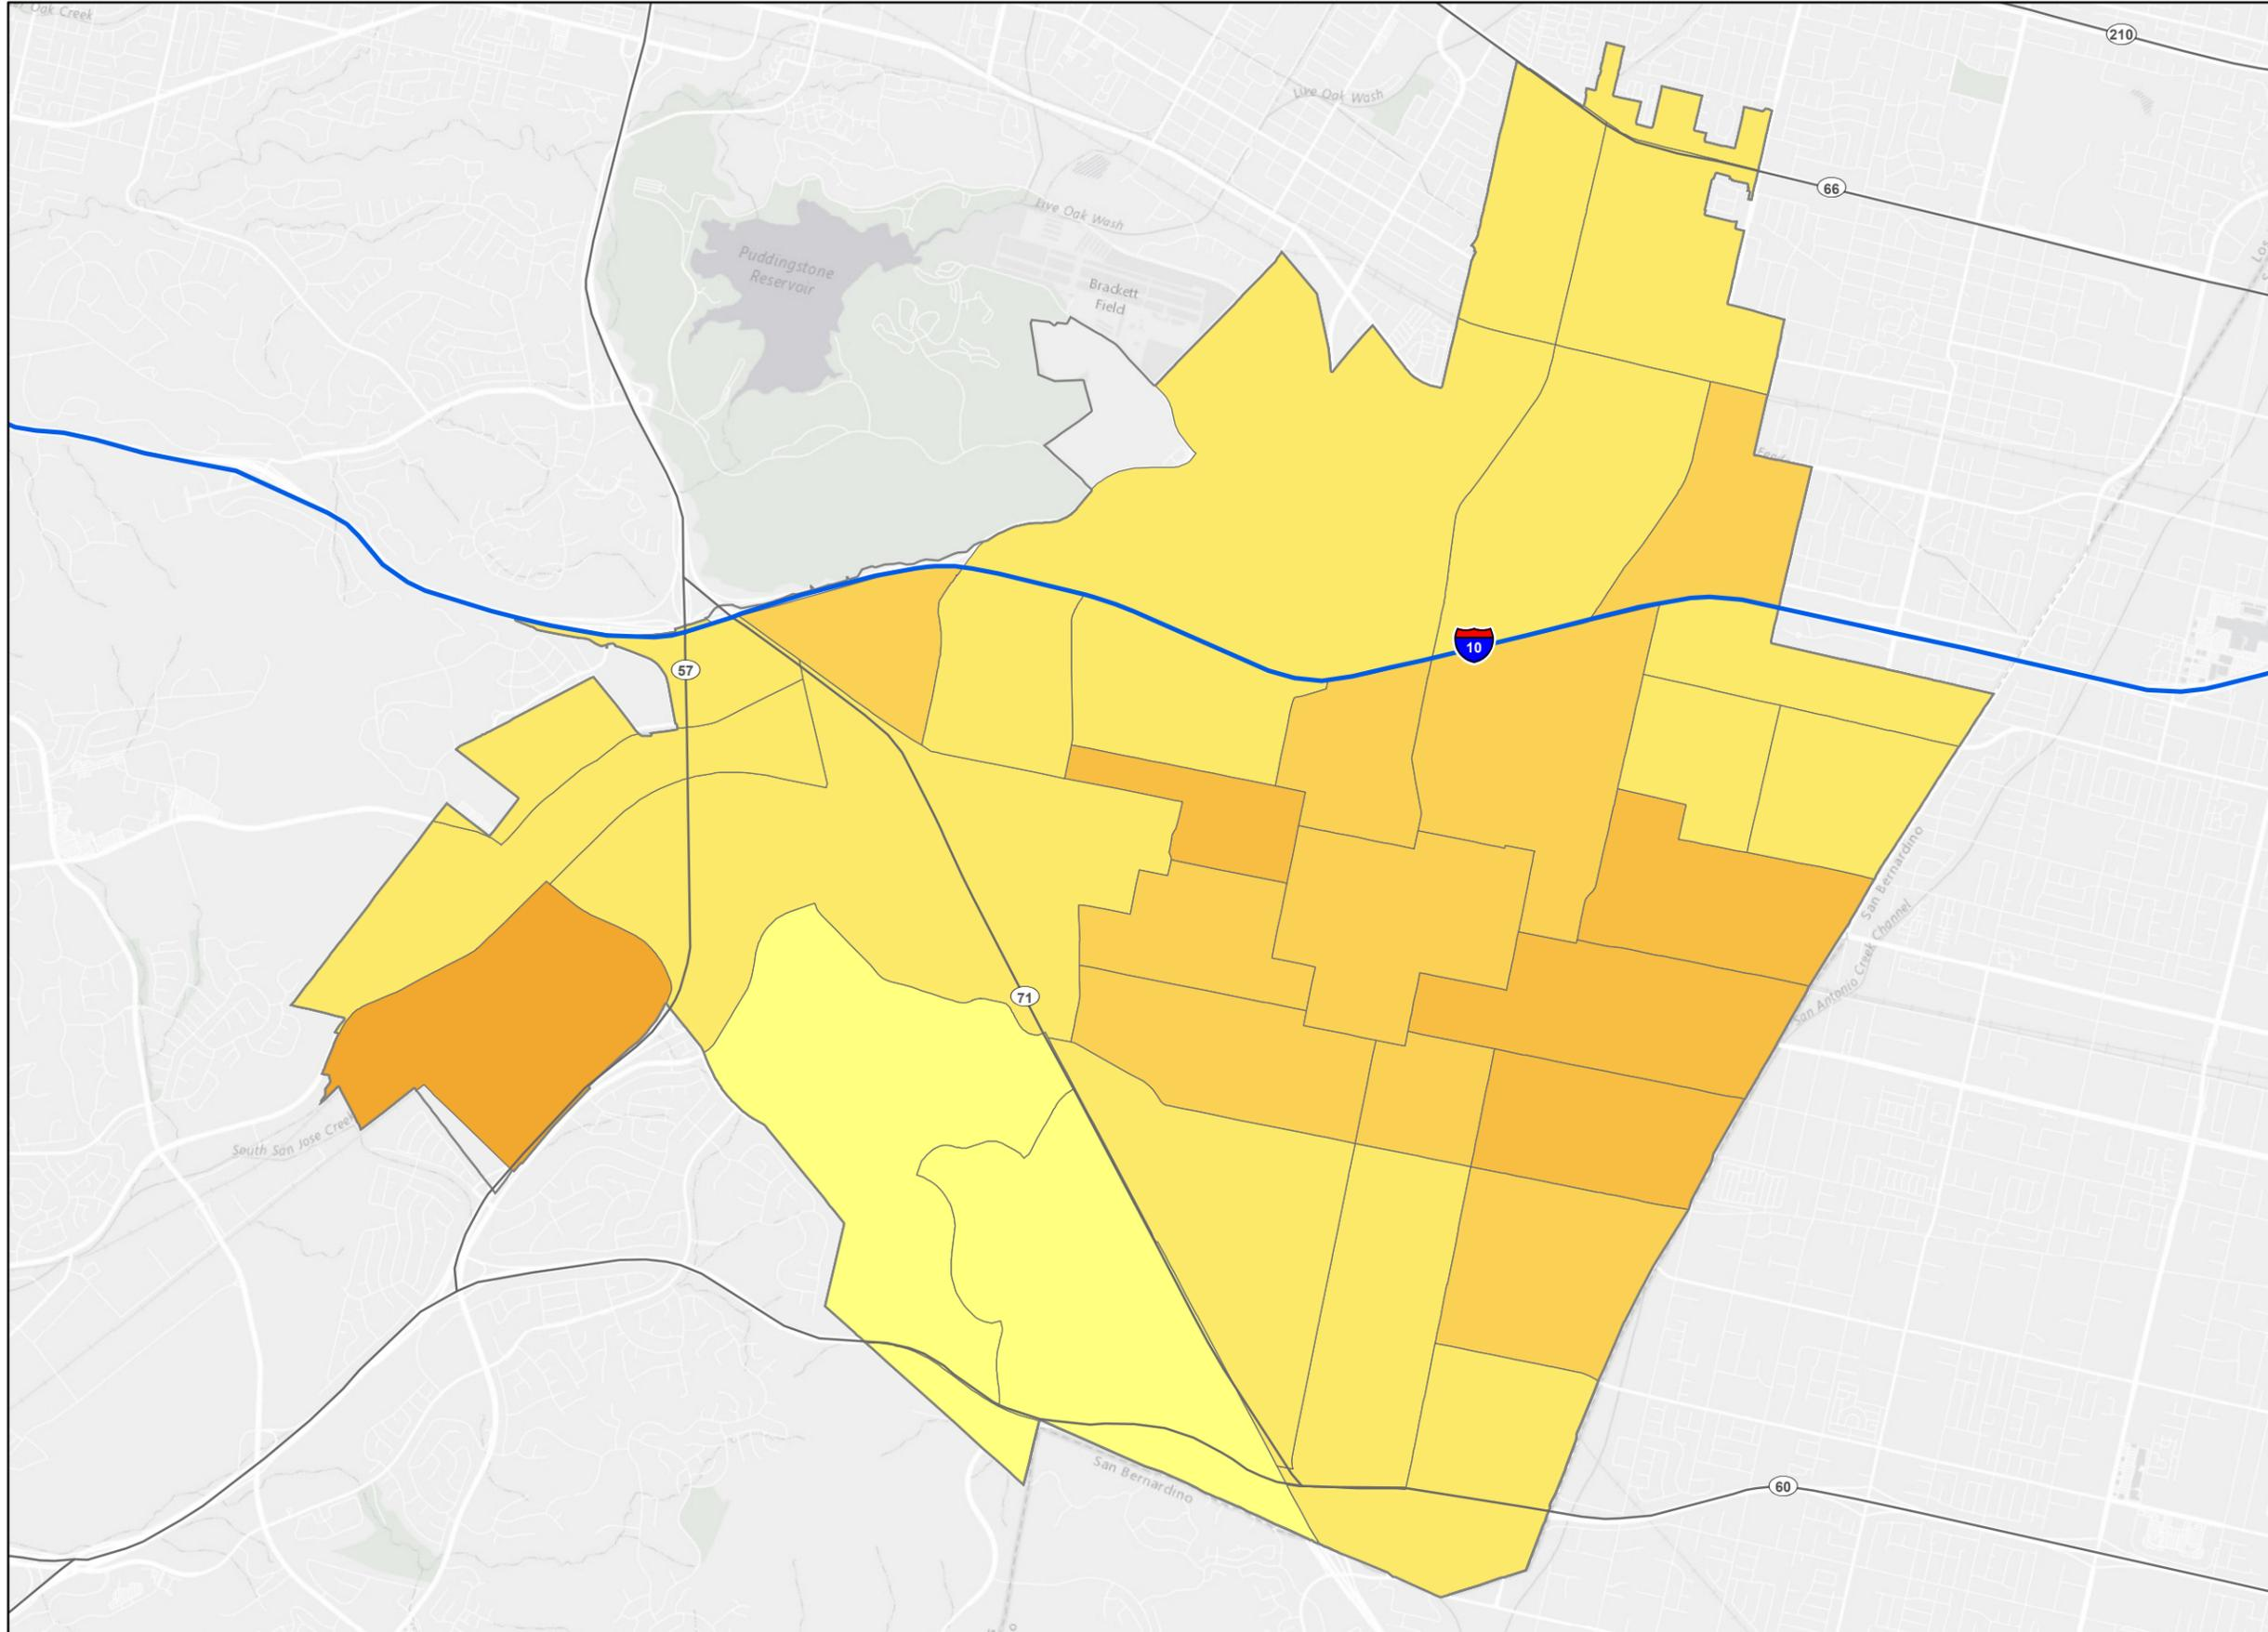 Oak Creek
210
Live Oak Wash
66
Live Oak Wash
Puddingstone
Reservoir
Brackett
Field
10
57
San Bernardino
San Antonio Creek Channel
71
South San Jose Creek
San Bernardino
60